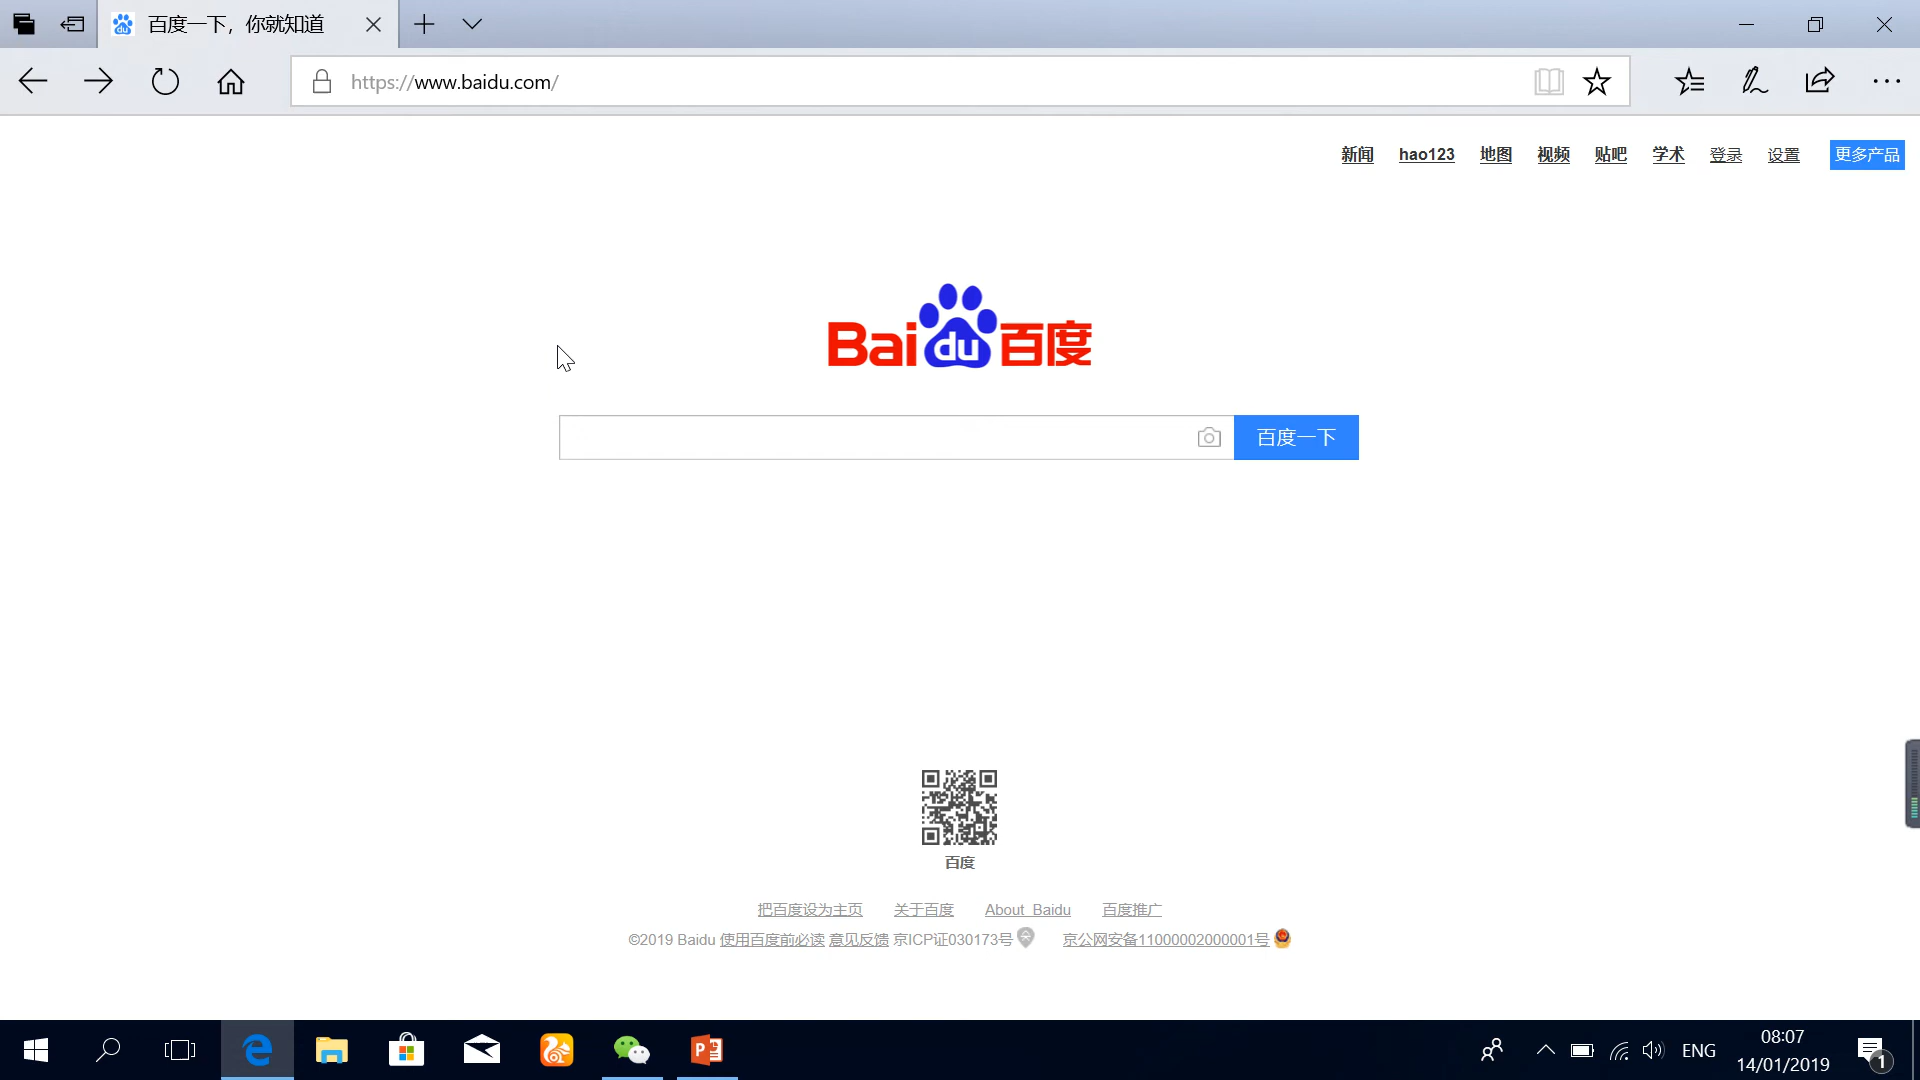 百度一下，你就知道
https://www.baidu.com/
新闻 hao123 地图 视频 贴吧 学术 登录 设置 更多产品
Bai du 百度
百度一下
百度
把百度设为主页 关于百度 About Baidu 百度推广
©2019 Baidu 使用百度前必读 意见反馈 京ICP证030173号 京公网安备11000002000001号
ENG
08:07
14/01/2019
1